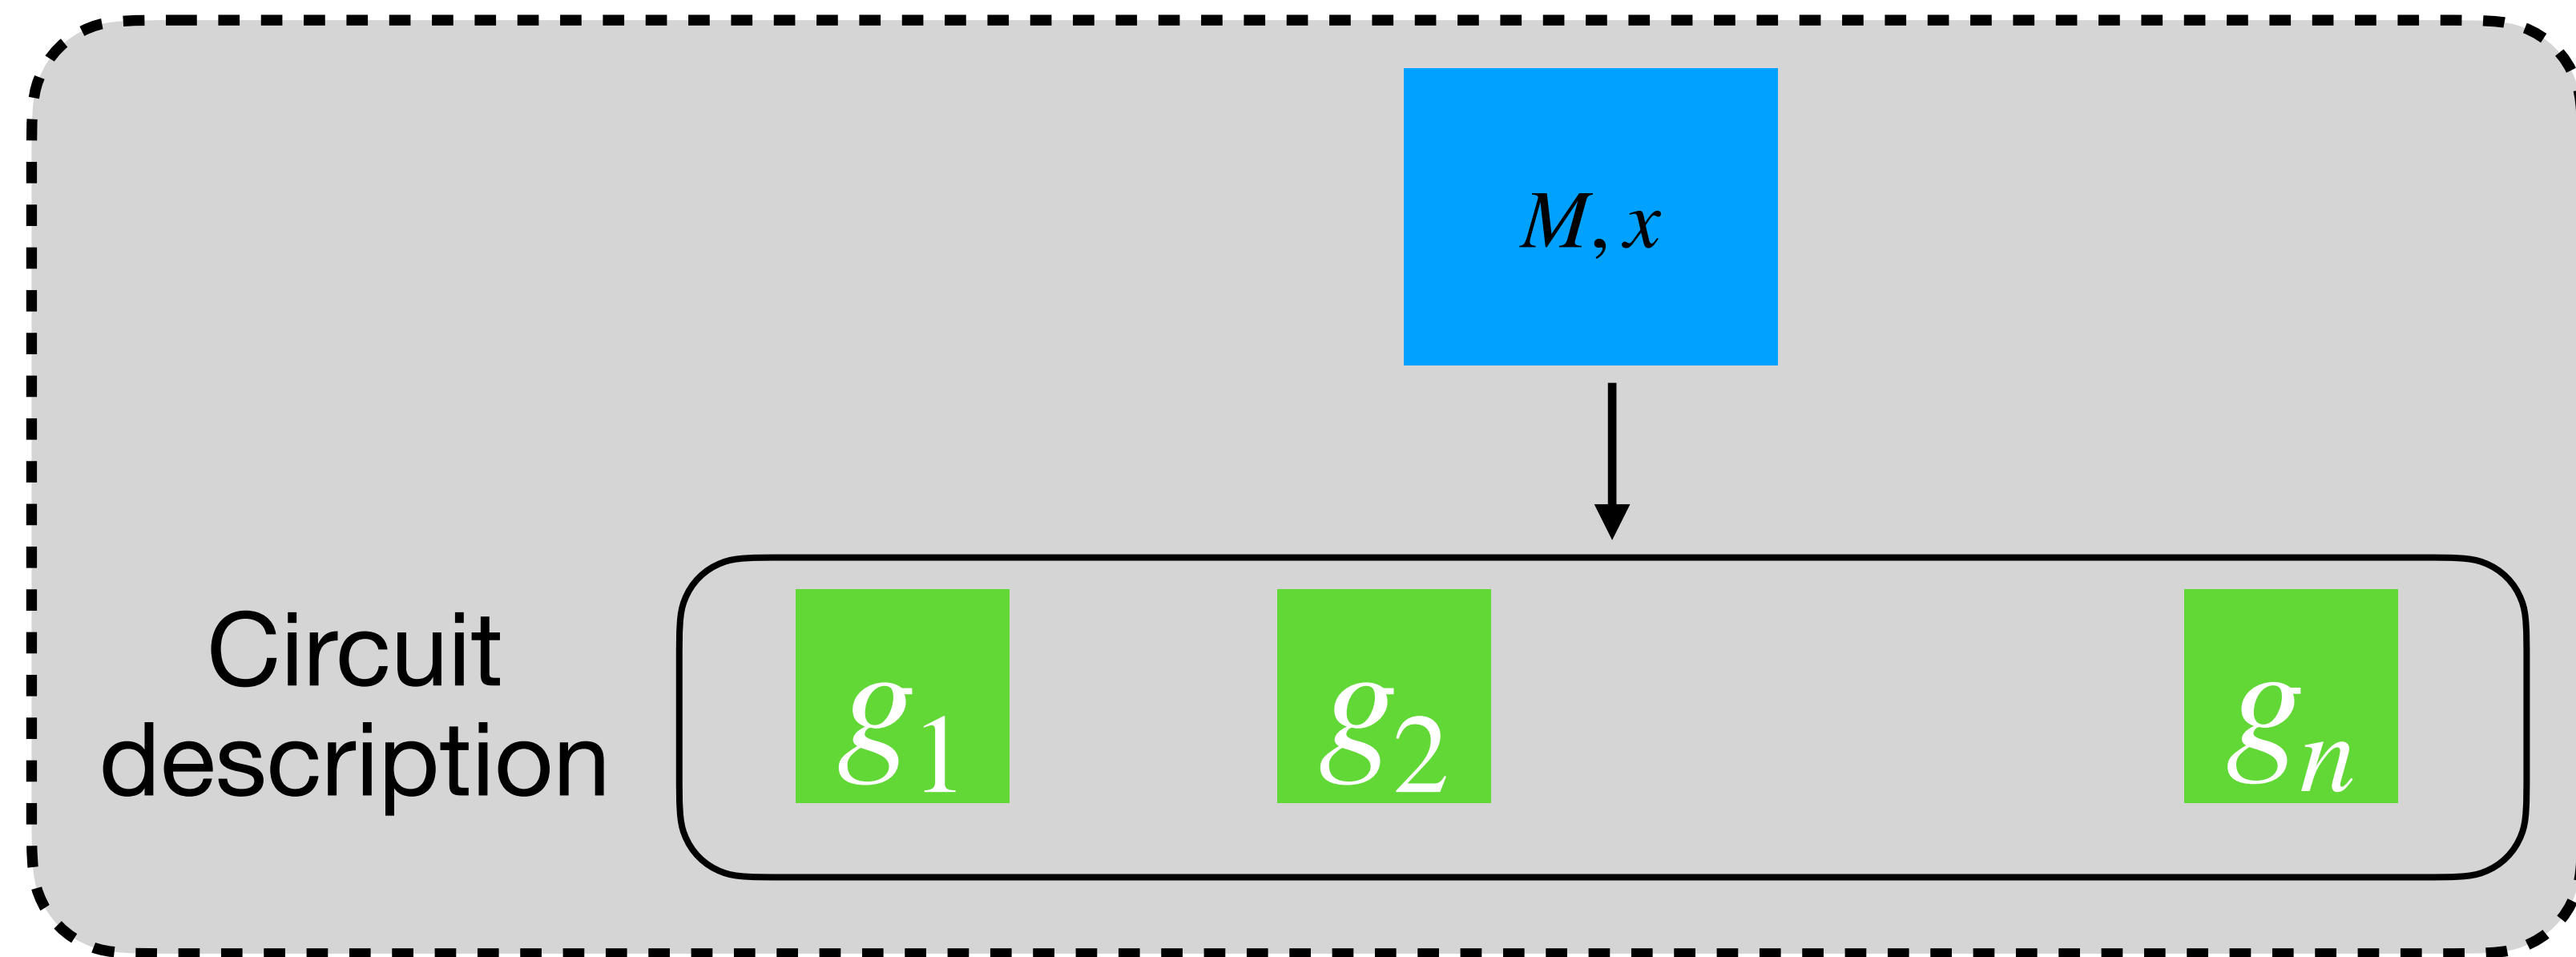 M, x
Circuit
description
g1
g2
gn